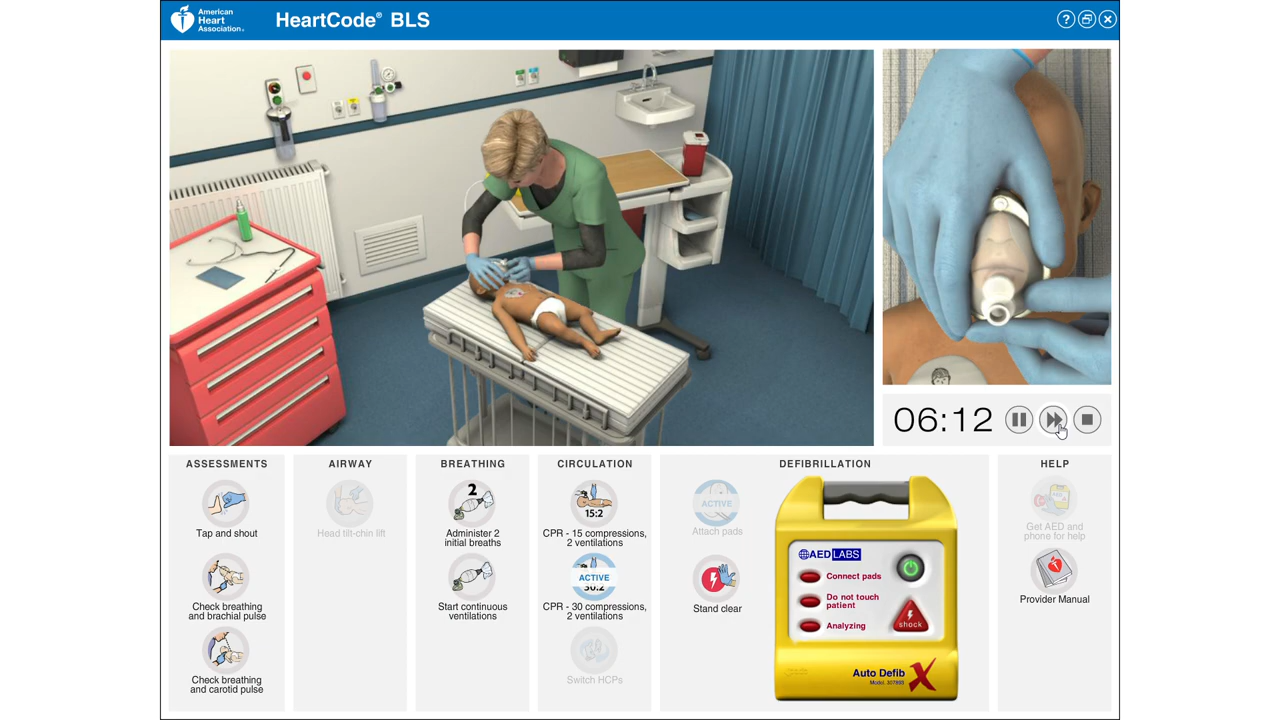 American
Heart
Association.
HeartCode® BLS
?
06:12
ASSESSMENTS
Tap and shout
Check breathing
and brachial pulse
Check breathing
and carotid pulse
AIRWAY
Head tilt-chin lift
BREATHING
2
Administer 2
initial breaths
Start continuous
ventilations
CIRCULATION
15:2
CPR - 15 compressions,
2 ventilations
ACTIVE
30:2
CPR - 30 compressions,
2 ventilations
Switch HCPs
DEFIBRILLATION
ACTIVE
Attach pads
Stand clear
AED LABS
Connect pads
Do not touch
patient
Analyzing
shock
Auto Defib X
HELP
Get AED and
phone for help
Provider Manual